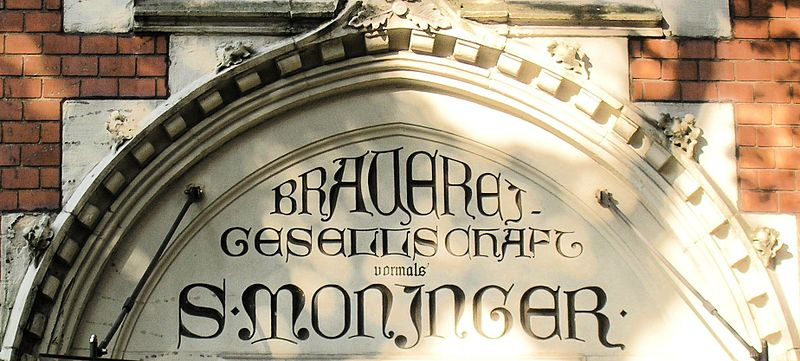 BRAUEREI-
GESELLSCHAFT
vormals
S·MONINGER·